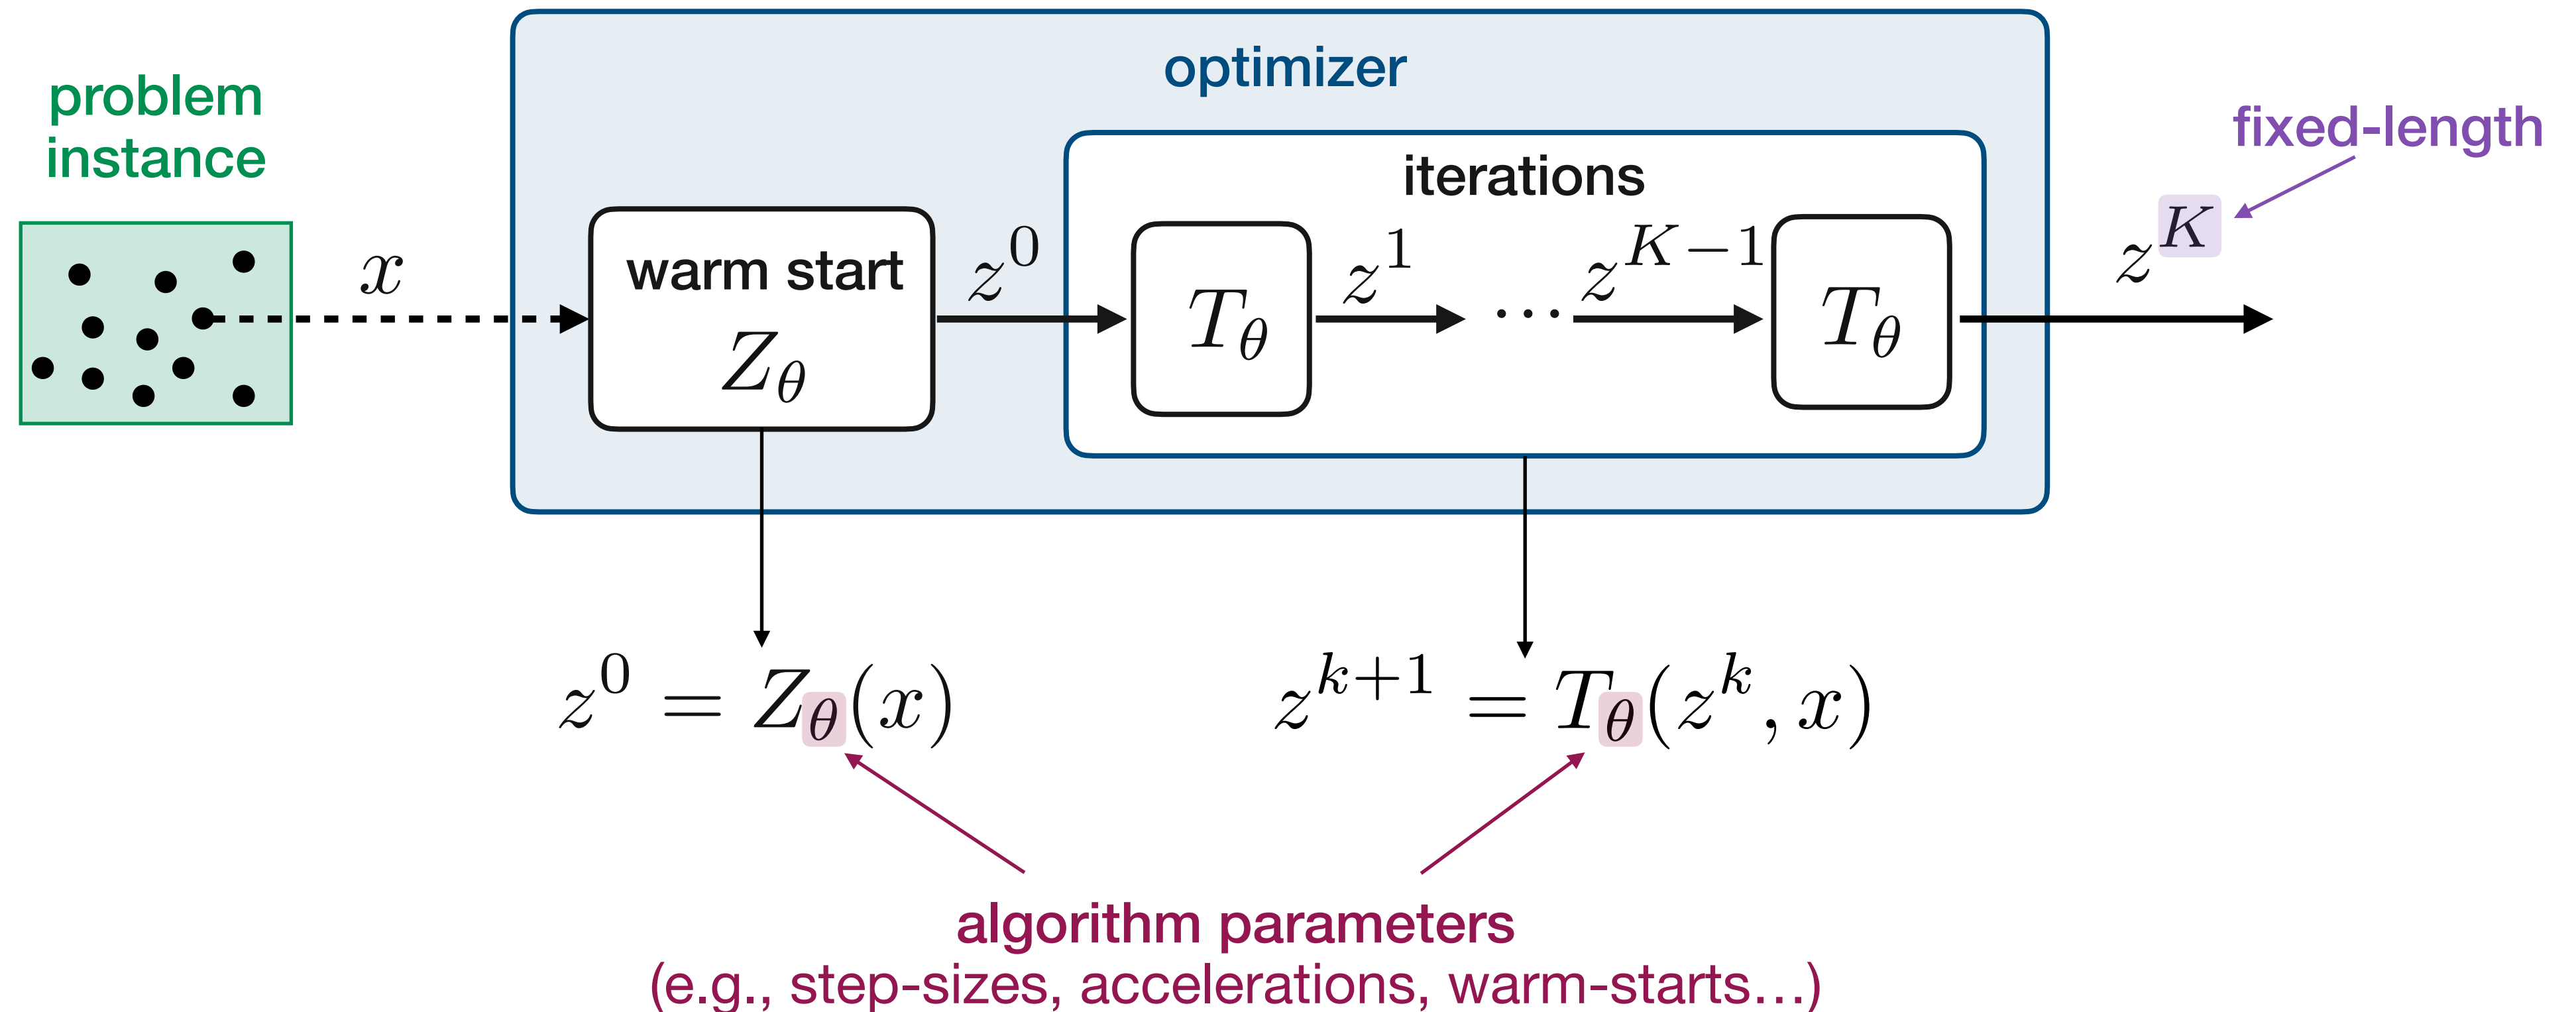 problem
instance
x
optimizer
warm start
Z_θ
z^0
iterations
T_θ
z^1
...
z^{K-1}
T_θ
z^K
fixed-length
z^0 = Z_θ(x)
z^{k+1} = T_θ(z^k, x)
algorithm parameters
(e.g., step-sizes, accelerations, warm-starts...)